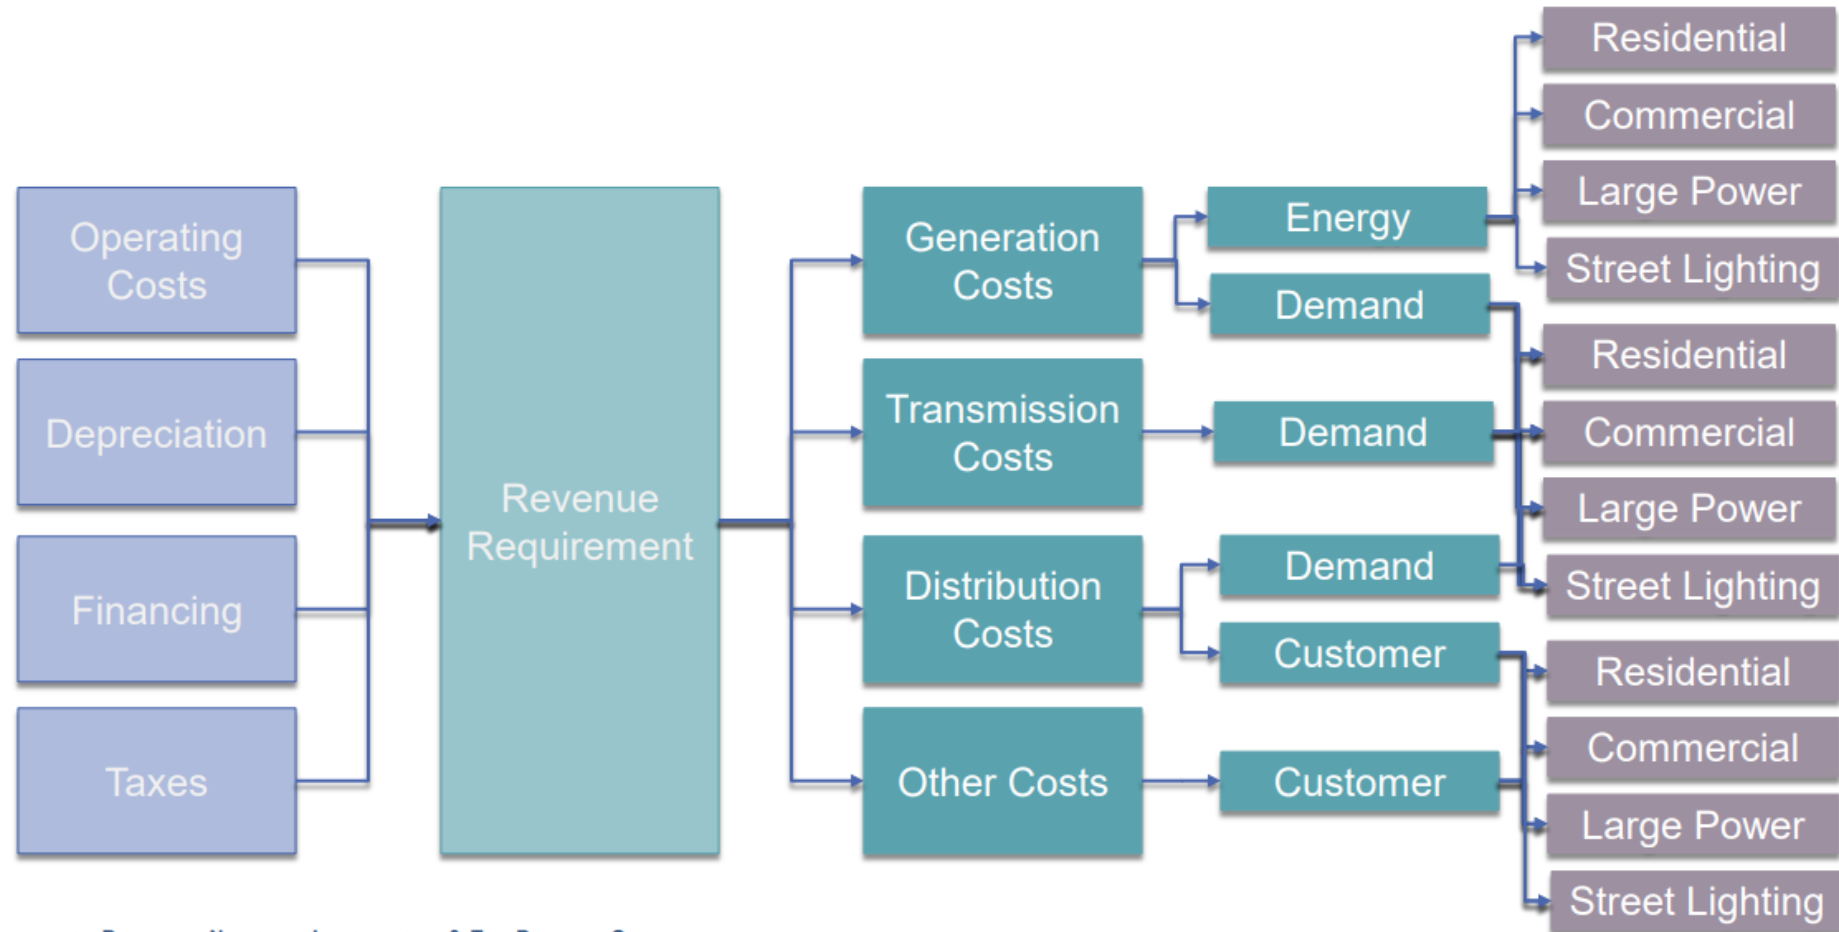 Operating
Costs
Depreciation
Financing
Taxes
Revenue
Requirement
Generation
Costs
Transmission
Costs
Distribution
Costs
Other Costs
Energy
Demand
Demand
Demand
Customer
Customer
Residential
Commercial
Large Power
Street Lighting
Residential
Commercial
Large Power
Street Lighting
Residential
Commercial
Large Power
Street Lighting